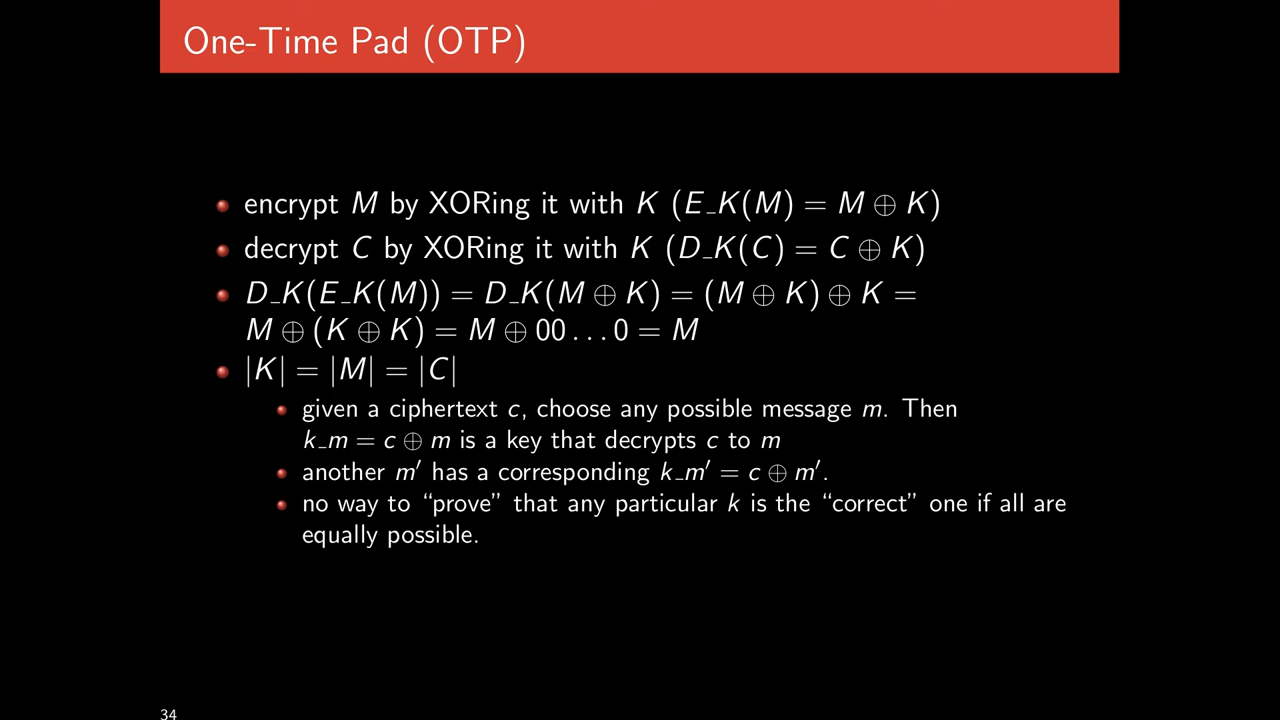 One-Time Pad (OTP)
encrypt M by XORing it with K (E_K(M) = M ⊕ K)
decrypt C by XORing it with K (D_K(C) = C ⊕ K)
D_K(E_K(M)) = D_K(M ⊕ K) = (M ⊕ K) ⊕ K =
M ⊕ (K ⊕ K) = M ⊕ 00...0 = M
|K| = |M| = |C|
given a ciphertext c, choose any possible message m. Then
k_m = c ⊕ m is a key that decrypts c to m
another m′ has a corresponding k_m′ = c ⊕ m′.
no way to “prove” that any particular k is the “correct” one if all are
equally possible.
34